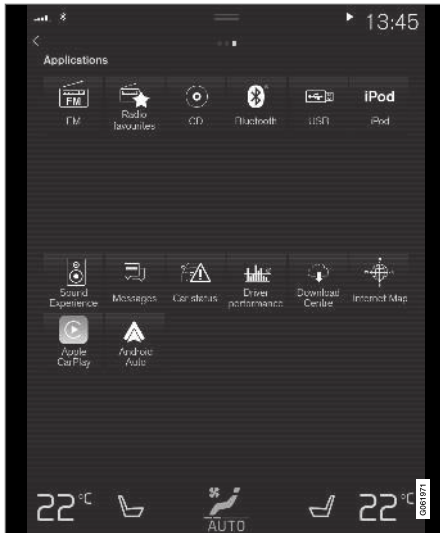 13:45
Applications
FM
iPod
FM
Radio
favourites
CD
Bluetooth
USB
iPod
Sound
Experience
Messages
Car status
Driver
performance
Download
Centre
Internet Map
Apple
CarPlay
Android
Auto
22°C
22°C
AUTO
G061971